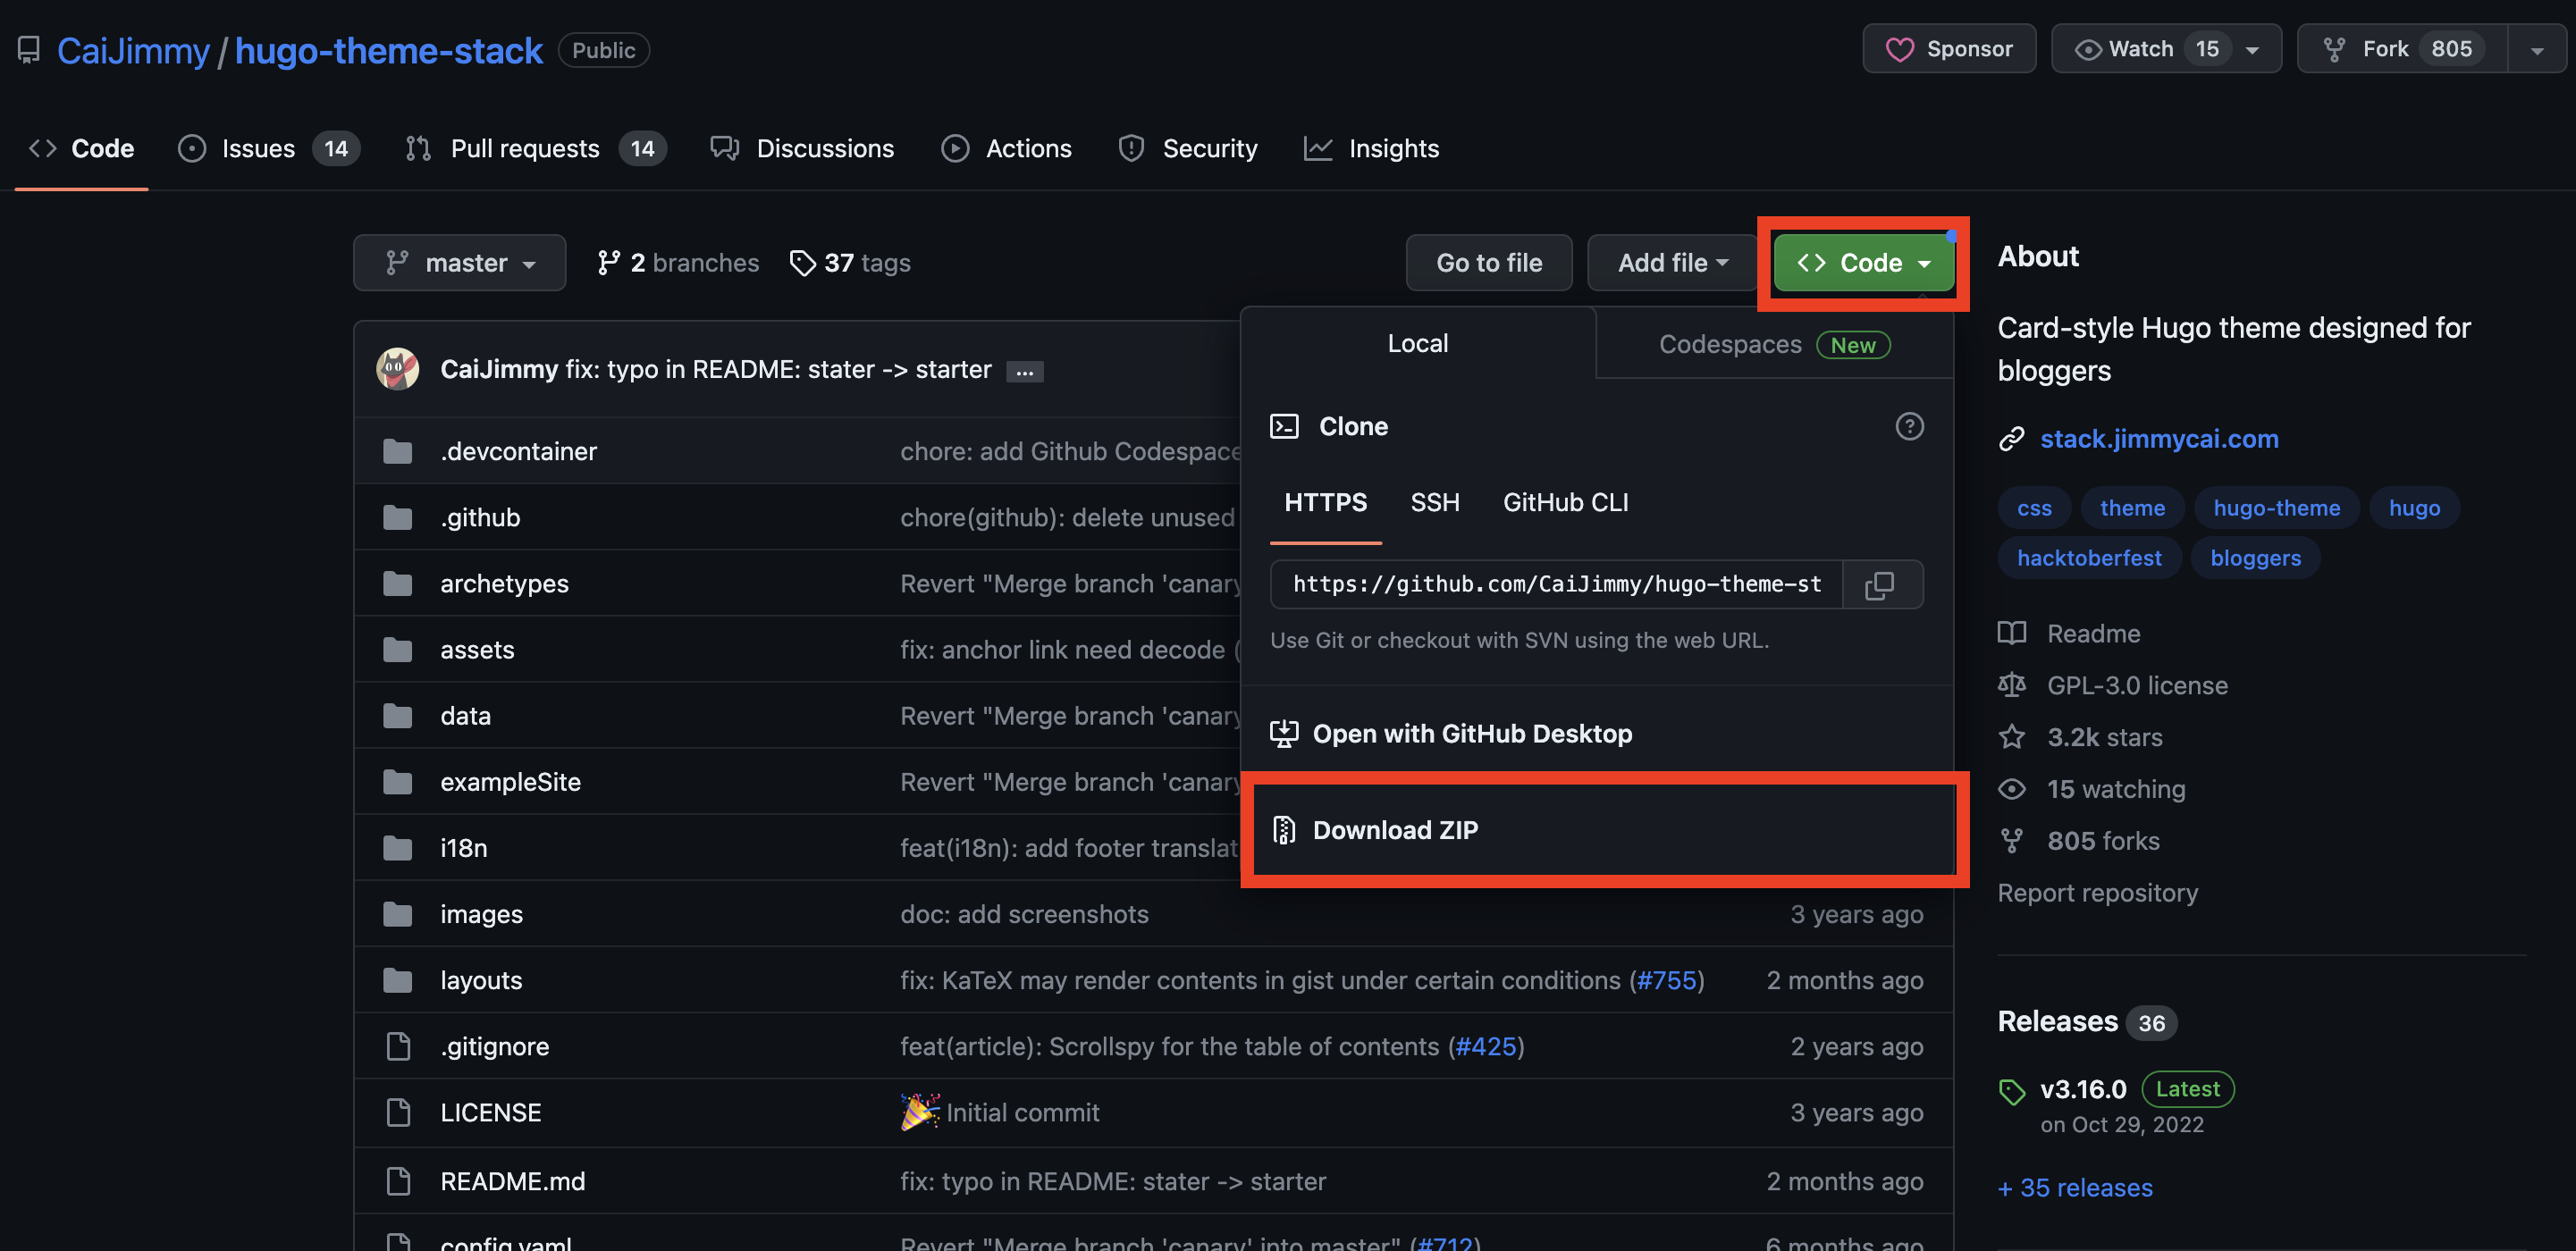 CaiJimmy / hugo-theme-stack Public
Sponsor Watch 15 Fork 805
Code Issues 14 Pull requests 14 Discussions Actions Security Insights
master 2 branches 37 tags Go to file Add file Code
Local Codespaces New
Clone
HTTPS SSH GitHub CLI
https://github.com/CaiJimmy/hugo-theme-st
Use Git or checkout with SVN using the web URL.
Open with GitHub Desktop
Download ZIP
CaiJimmy fix: typo in README: stater -> starter ...
.devcontainer chore: add Github Codespace
.github chore(github): delete unused
archetypes Revert "Merge branch 'canary
assets fix: anchor link need decode (
data Revert "Merge branch 'canary
exampleSite Revert "Merge branch 'canary
i18n feat(i18n): add footer translat
images doc: add screenshots 3 years ago
layouts fix: KaTeX may render contents in gist under certain conditions (#755) 2 months ago
.gitignore feat(article): Scrollspy for the table of contents (#425) 2 years ago
LICENSE 🎉 Initial commit 3 years ago
README.md fix: typo in README: stater -> starter 2 months ago
config.yaml Revert "Merge branch 'canary' into master" (#712) 6 months ago
About
Card-style Hugo theme designed for
bloggers
stack.jimmycai.com
css theme hugo-theme hugo
hacktoberfest bloggers
Readme
GPL-3.0 license
3.2k stars
15 watching
805 forks
Report repository
Releases 36
v3.16.0 Latest
on Oct 29, 2022
+ 35 releases